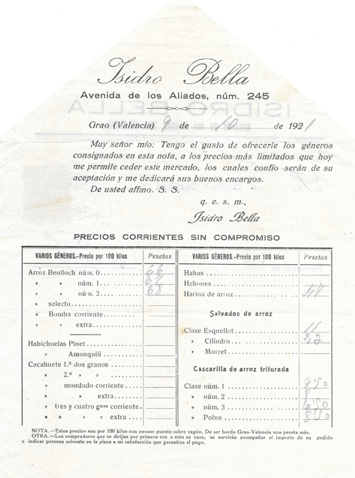 Isidro Bella
Avenida de los Aliados, núm. 245
Grao (Valencia) 9 de 10 de 1921
Muy señor mío: Tengo el gusto de ofrecerle los géneros
consignados en esta nota, a los precios más limitados que hoy
me permite ceder este mercado, los cuales confío serán de
su aceptación y me dedicará sus buenos encargos.
De usted affmo. S. S.
q. e. s. m.,
Isidro Bella
PRECIOS CORRIENTES SIN COMPROMISO
VARIOS GÉNEROS.-Precio por 100 kilos Pesetas
Arroz Benlloch núm. 0 66
» » núm. 1
» » núm. 2
» selecto
» Bomba corriente
» » extra
Habichuelas Pinet
» Amonquili
Cacahuete 1.ª dos granos
» 2.ª » »
» mondado corriente
» » extra
» tres y cuatro gnos corriente
» » » » extra
VARIOS GÉNEROS.-Precio por 100 kilos Pesetas
Habas
Habones
Harina de arroz
Salvados de arroz
Clase Esquellot 11
» Cilindro
» Morret
Cascarilla de arroz triturada
Clase núm. 1
» núm. 2
» núm. 3
» Polvo
NOTA.—Estos precios son por 100 kilos con envase puesto sobre vagón. De ser bordo Grao-Valencia una peseta más.
OTRA.—Los compradores que se dirijan por primera vez a esta su casa, se servirán acompañar el importe de su pedido
o indicar persona solvente en la plaza a mi satisfacción que garantice el pago.